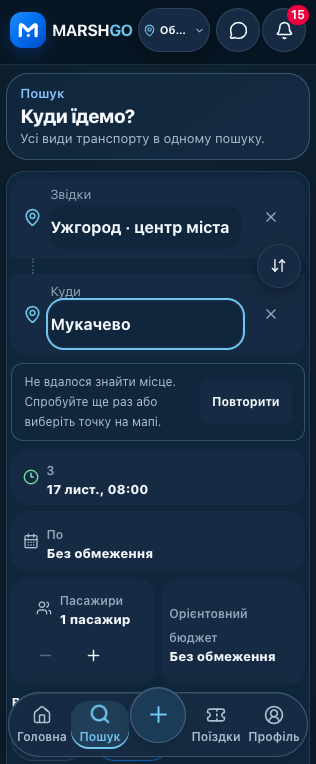 MARSHGO
Об...
15
Пошук
Куди їдемо?
Усі види транспорту в одному пошуку.
Звідки
Ужгород · центр міста
Куди
Мукачево
Не вдалося знайти місце.
Спробуйте ще раз або
виберіть точку на мапі.
Повторити
З
17 лист., 08:00
По
Без обмеження
Пасажири
1 пасажир
Орієнтовний
бюджет
Без обмеження
Головна
Пошук
Поїздки
Профіль